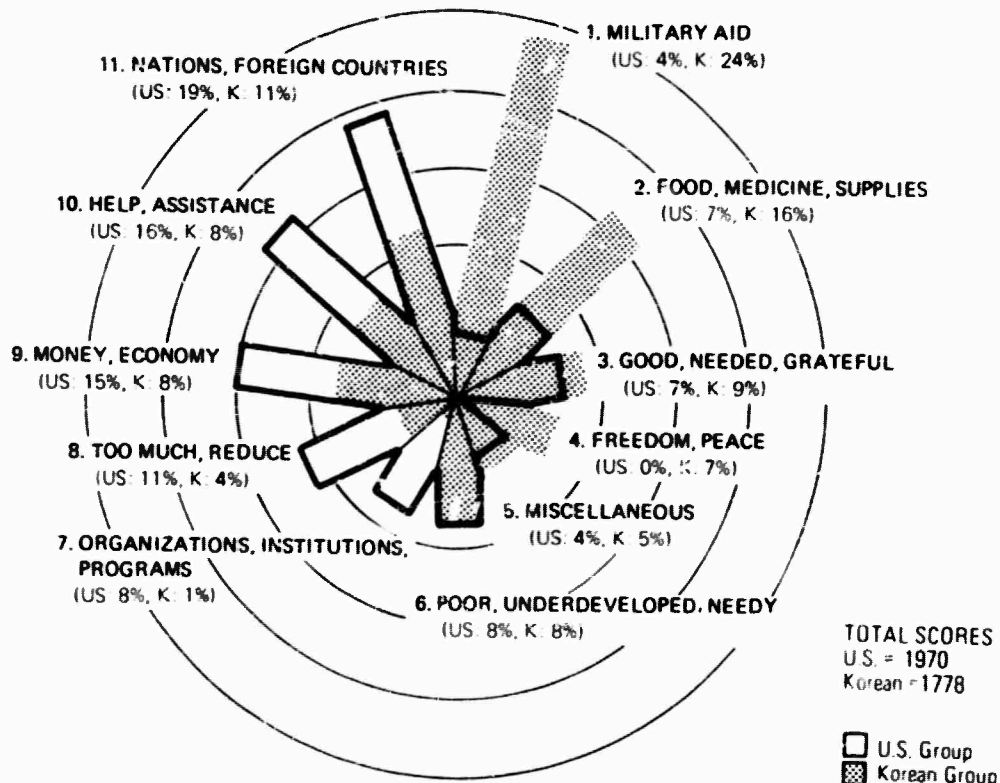 1. MILITARY AID
(US: 4%, K: 24%)
11. NATIONS, FOREIGN COUNTRIES
(US: 19%, K: 11%)
2. FOOD, MEDICINE, SUPPLIES
(US: 7%, K: 16%)
10. HELP, ASSISTANCE
(US: 16%, K: 8%)
3. GOOD, NEEDED, GRATEFUL
(US: 7%, K: 9%)
9. MONEY, ECONOMY
(US: 15%, K: 8%)
4. FREEDOM, PEACE
(US: 0%, K: 7%)
8. TOO MUCH, REDUCE
(US: 11%, K: 4%)
5. MISCELLANEOUS
(US: 4%, K: 5%)
7. ORGANIZATIONS, INSTITUTIONS,
PROGRAMS
(US: 8%, K: 1%)
6. POOR, UNDERDEVELOPED, NEEDY
(US: 8%, K: 8%)
TOTAL SCORES
U.S. = 1970
Korean = 1778
U.S. Group
Korean Group